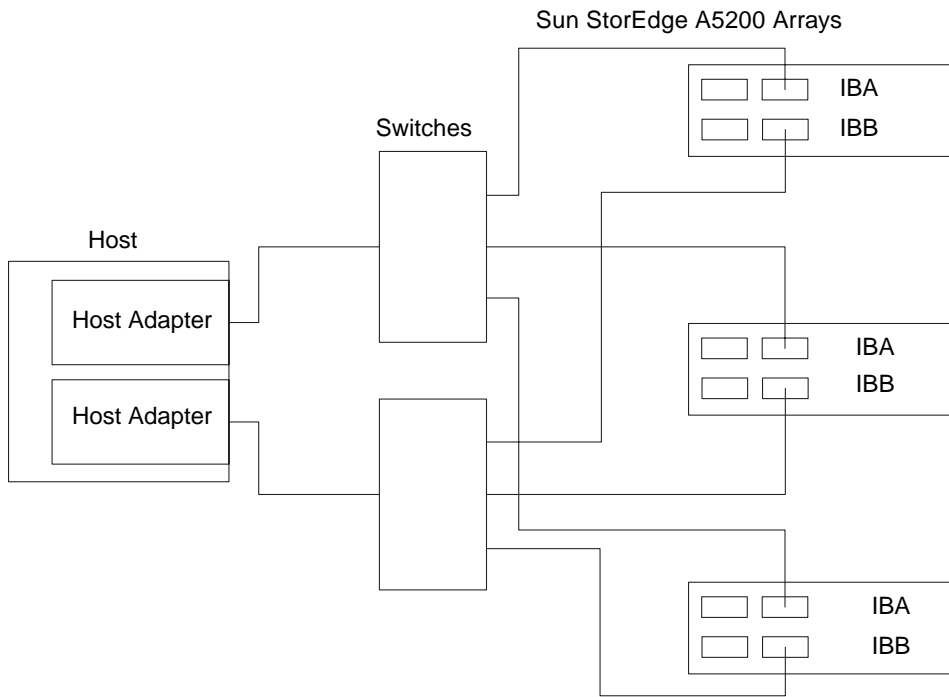 Sun StorEdge A5200 Arrays
IBA
IBB
Switches
Host
Host Adapter
Host Adapter
IBA
IBB
IBA
IBB